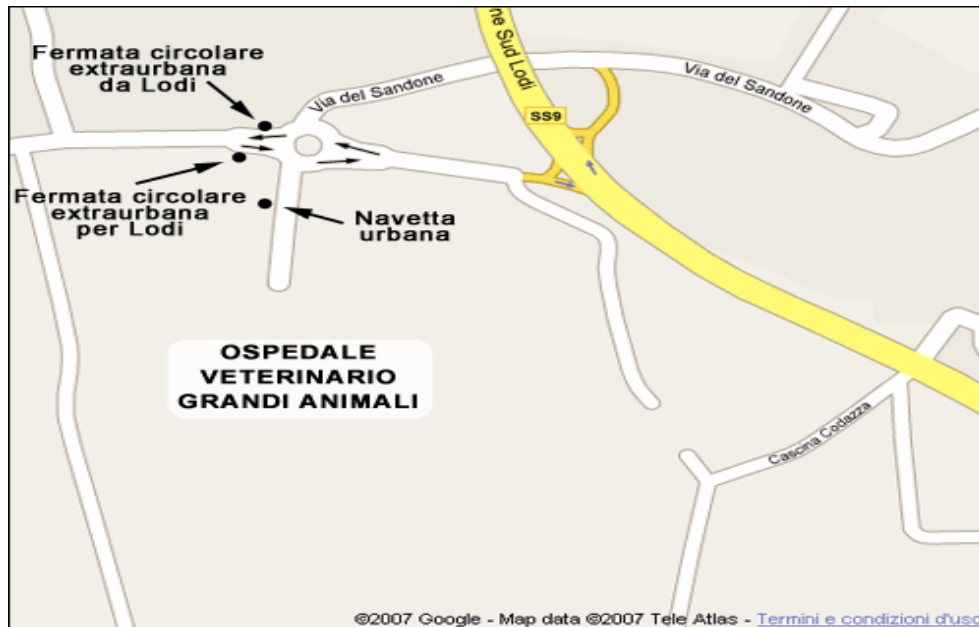 Fermata circolare
extraurbana
da Lodi
Via del Sandone
ne Sud Lodi
Via del Sandone
SS9
Fermata circolare
extraurbana
per Lodi
Navetta
urbana
OSPEDALE
VETERINARIO
GRANDI ANIMALI
Cascina Codazza
©2007 Google - Map data ©2007 Tele Atlas - Termini e condizioni d'uso